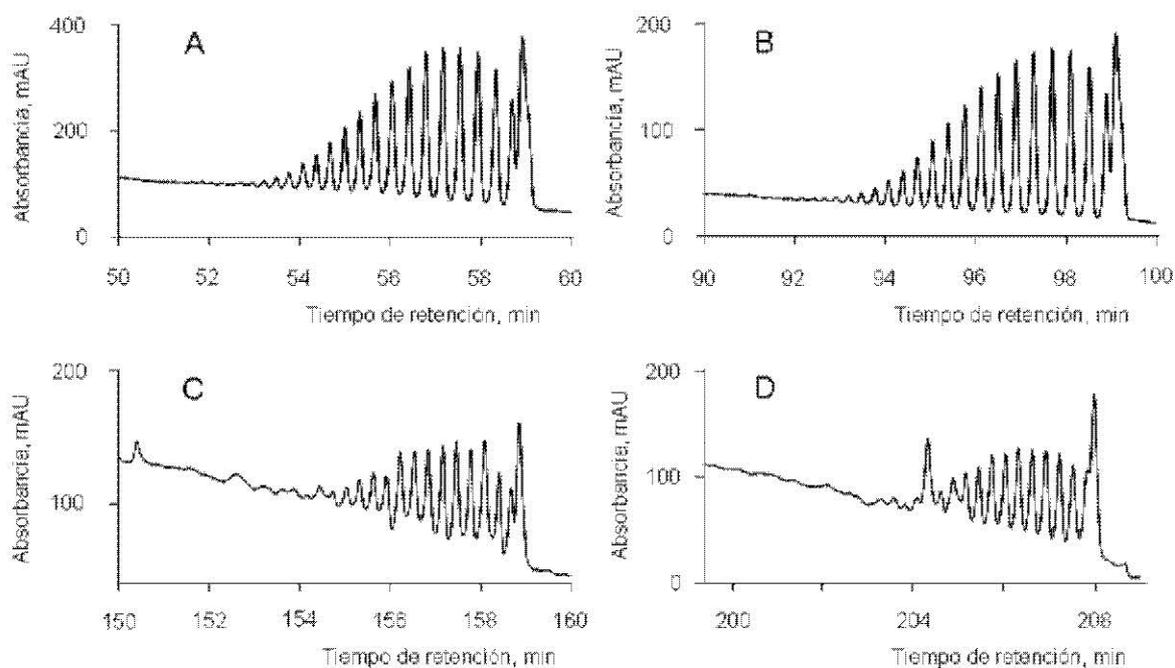 Absorbancia, mAU
400
200
0
A
50 52 54 56 58 60
Tiempo de retención, min
Absorbancia, mAU
200
100
0
B
90 92 94 96 98 100
Tiempo de retención, min
Absorbancia, mAU
200
100
C
150 152 154 156 158 160
Tiempo de retención, min
Absorbancia, mAU
200
100
0
D
200 204 208
Tiempo de retención, min